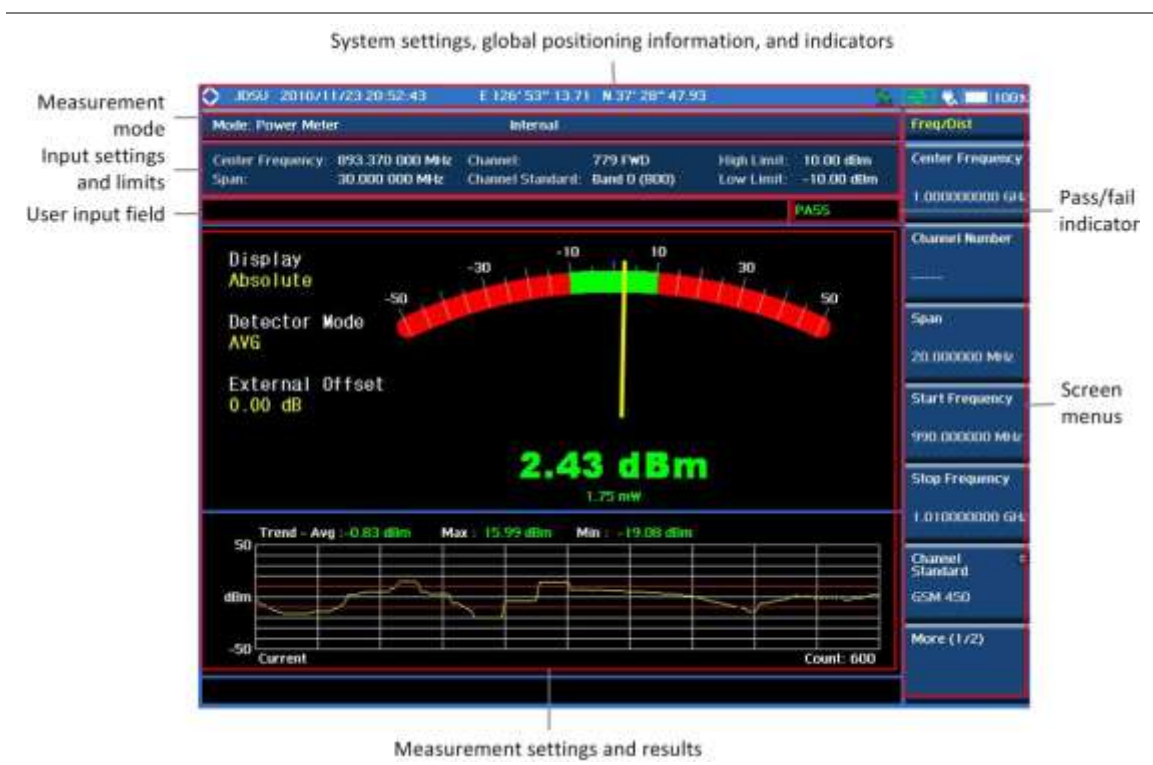 System settings, global positioning information, and indicators
Measurement
mode
Input settings
and limits
User input field
JDSU 2010/11/23 20:52:43 E 126° 53" 13.71 N 37° 28" 47.93 100%
Mode: Power Meter Internal
Center Frequency: 893.370 000 MHz Channel: 779 FWD High Limit: 10.00 dBm
Span: 30.000 000 MHz Channel Standard: Band 0 (800) Low Limit: -10.00 dBm
PASS
Display
Absolute
Detector Mode
AVG
External Offset
0.00 dB
-50 -30 -10 10 30 50
2.43 dBm
1.75 mW
Trend - Avg : -0.83 dBm Max : 15.99 dBm Min : -19.08 dBm
50
dBm
-50
Current Count: 600
Freq/Dist
Center Frequency
1.000000000 GHz
Channel Number
-----
Span
20.000000 MHz
Start Frequency
990.000000 MHz
Stop Frequency
1.010000000 GHz
Channel
Standard
GSM 450
More (1/2)
Pass/fail
indicator
Screen
menus
Measurement settings and results